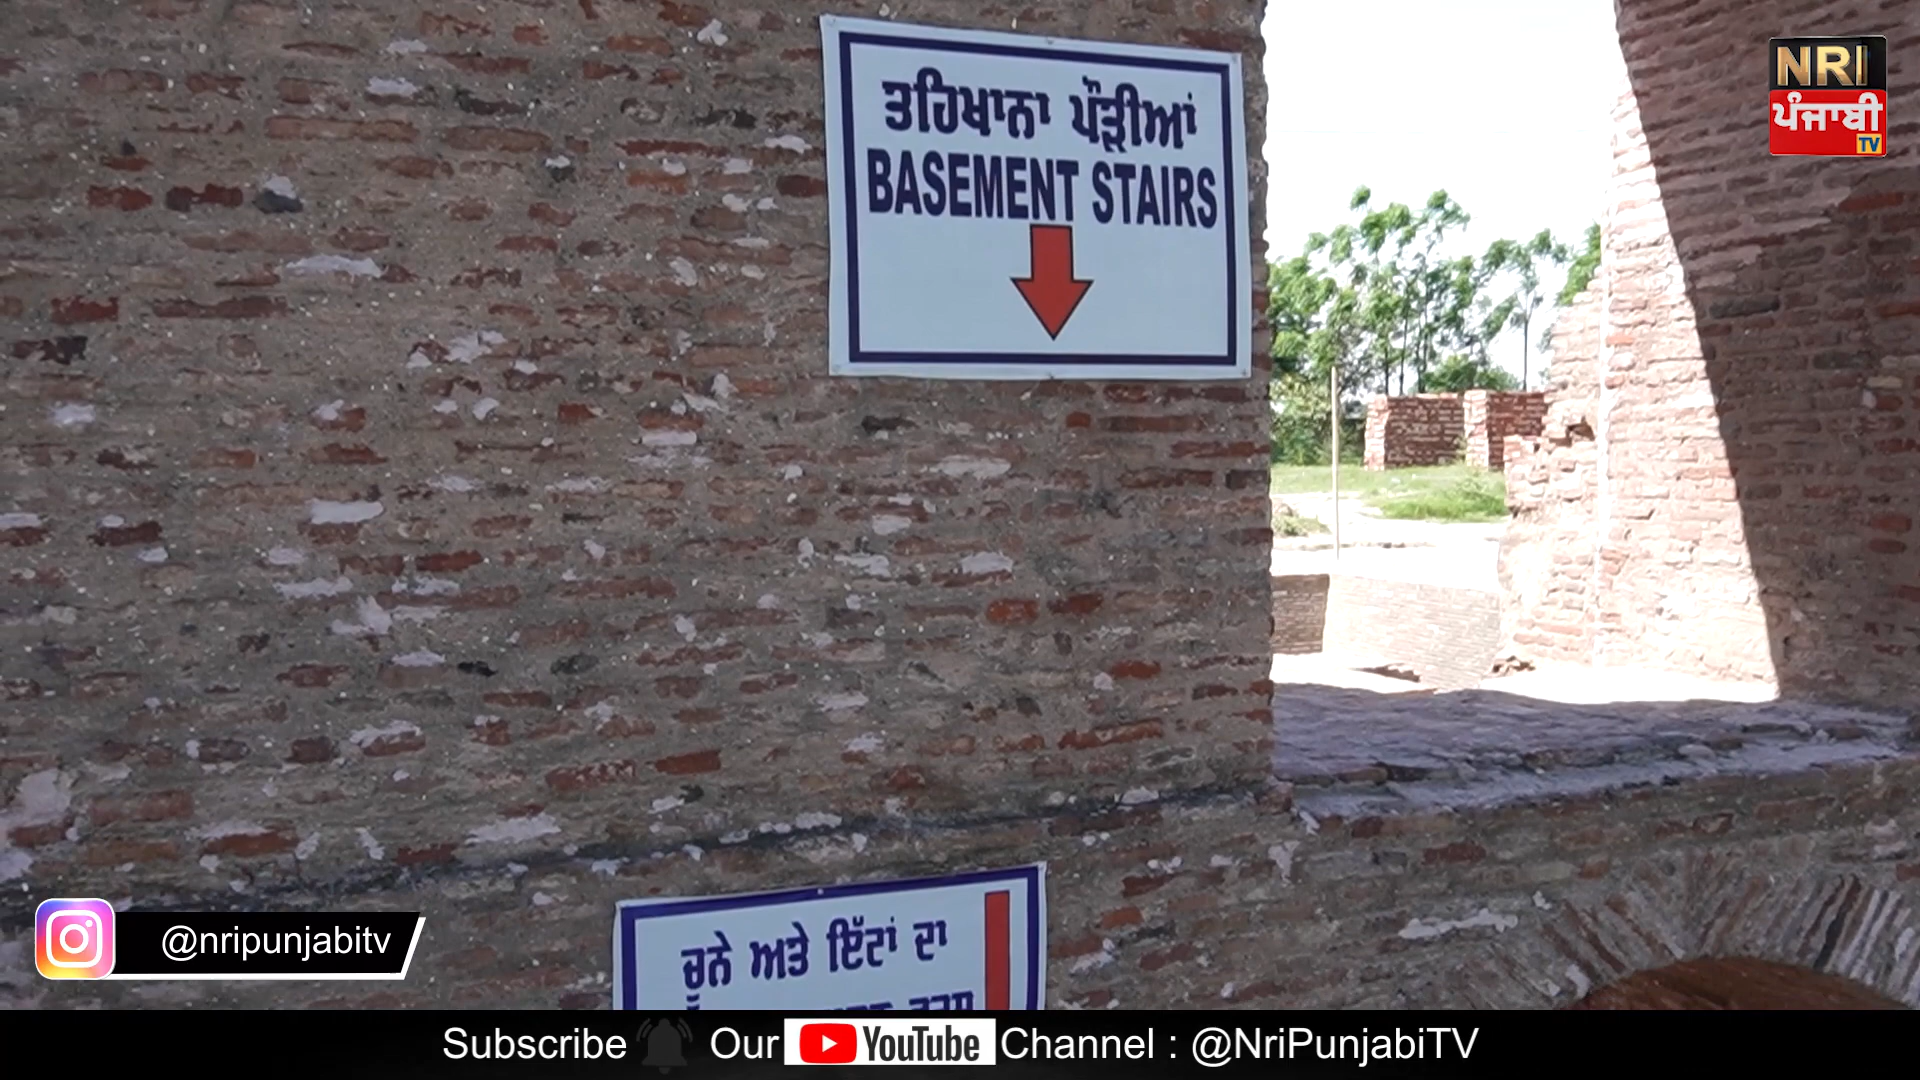 NRI
ਪੰਜਾਬੀ
TV
ਤਹਿਖਾਨਾ ਪੌੜੀਆਂ
BASEMENT STAIRS
ਚੂਨੇ ਅਤੇ ਇੱਟਾਂ ਦਾ
@nripunjabitv
Subscribe Our YouTube Channel : @NriPunjabiTV